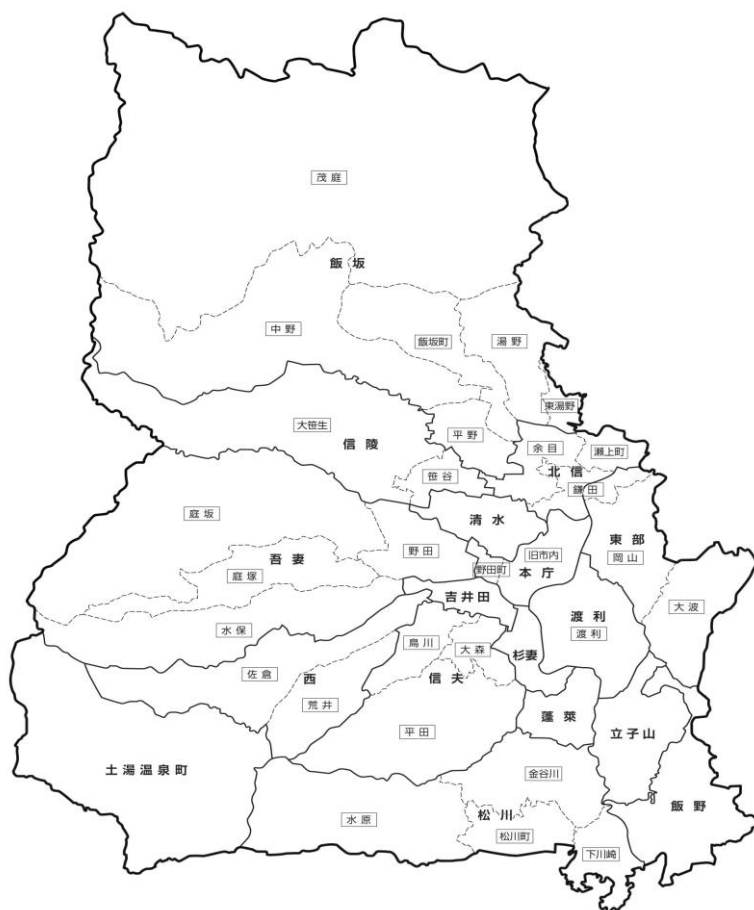 茂庭
飯坂
中野
飯坂町
湯野
東湯野
大笹生
信陵
平野
余目
瀬上町
北信
笹谷
鎌田
庭坂
清水
東部
野田
旧市内
岡山
吾妻
野田町
本庁
庭塚
吉井田
大波
渡利
渡利
水保
鳥川
大森
杉妻
佐倉
西
信夫
荒井
蓬莱
平田
立子山
土湯温泉町
金谷川
飯野
水原
松川
松川町
下川崎